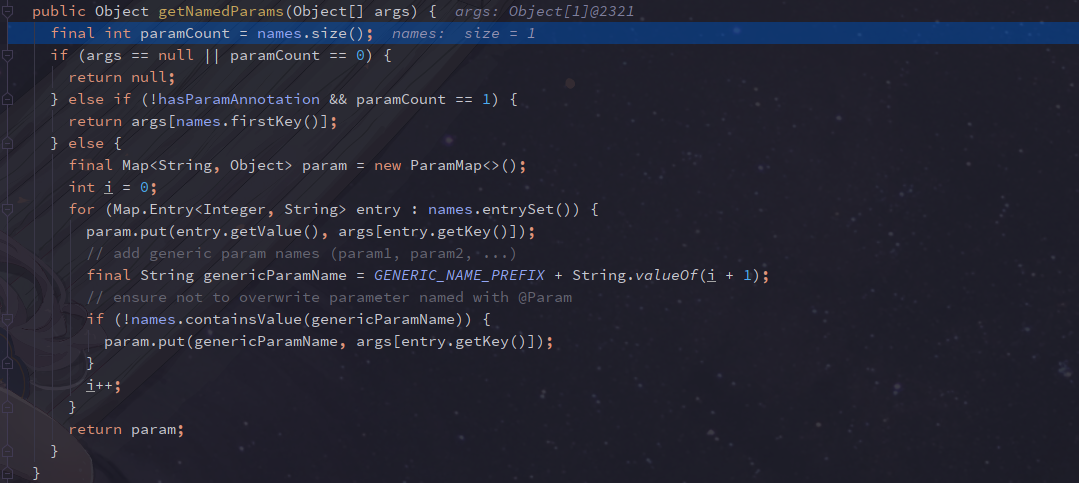 public Object getNamedParams(Object[] args) {  args: Object[1]@2321
  final int paramCount = names.size();  names:  size = 1
  if (args == null || paramCount == 0) {
    return null;
  } else if (!hasParamAnnotation && paramCount == 1) {
    return args[names.firstKey()];
  } else {
    final Map<String, Object> param = new ParamMap<>();
    int i = 0;
    for (Map.Entry<Integer, String> entry : names.entrySet()) {
      param.put(entry.getValue(), args[entry.getKey()]);
      // add generic param names (param1, param2, ...)
      final String genericParamName = GENERIC_NAME_PREFIX + String.valueOf(i + 1);
      // ensure not to overwrite parameter named with @Param
      if (!names.containsValue(genericParamName)) {
        param.put(genericParamName, args[entry.getKey()]);
      }
      i++;
    }
    return param;
  }
}